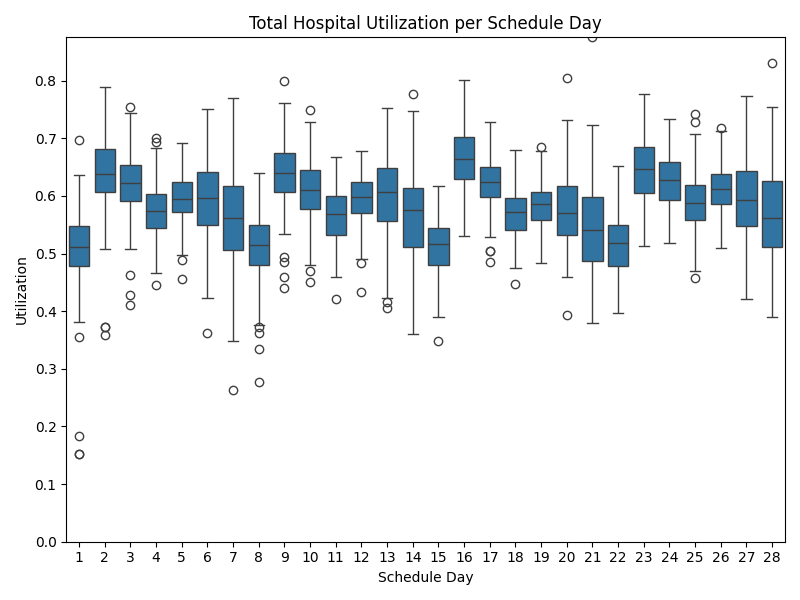 Total Hospital Utilization per Schedule Day
Utilization
0.8
0.7
0.6
0.5
0.4
0.3
0.2
0.1
0.0
1 2 3 4 5 6 7 8 9 10 11 12 13 14 15 16 17 18 19 20 21 22 23 24 25 26 27 28
Schedule Day